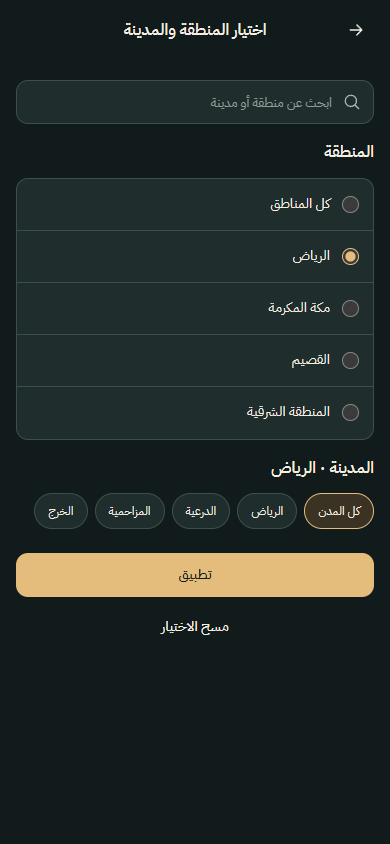 اختيار المنطقة والمدينة
ابحث عن منطقة أو مدينة
المنطقة
كل المناطق
الرياض
مكة المكرمة
القصيم
المنطقة الشرقية
المدينة · الرياض
كل المدن الرياض الدرعية المزاحمية الخرج
تطبيق
مسح الاختيار